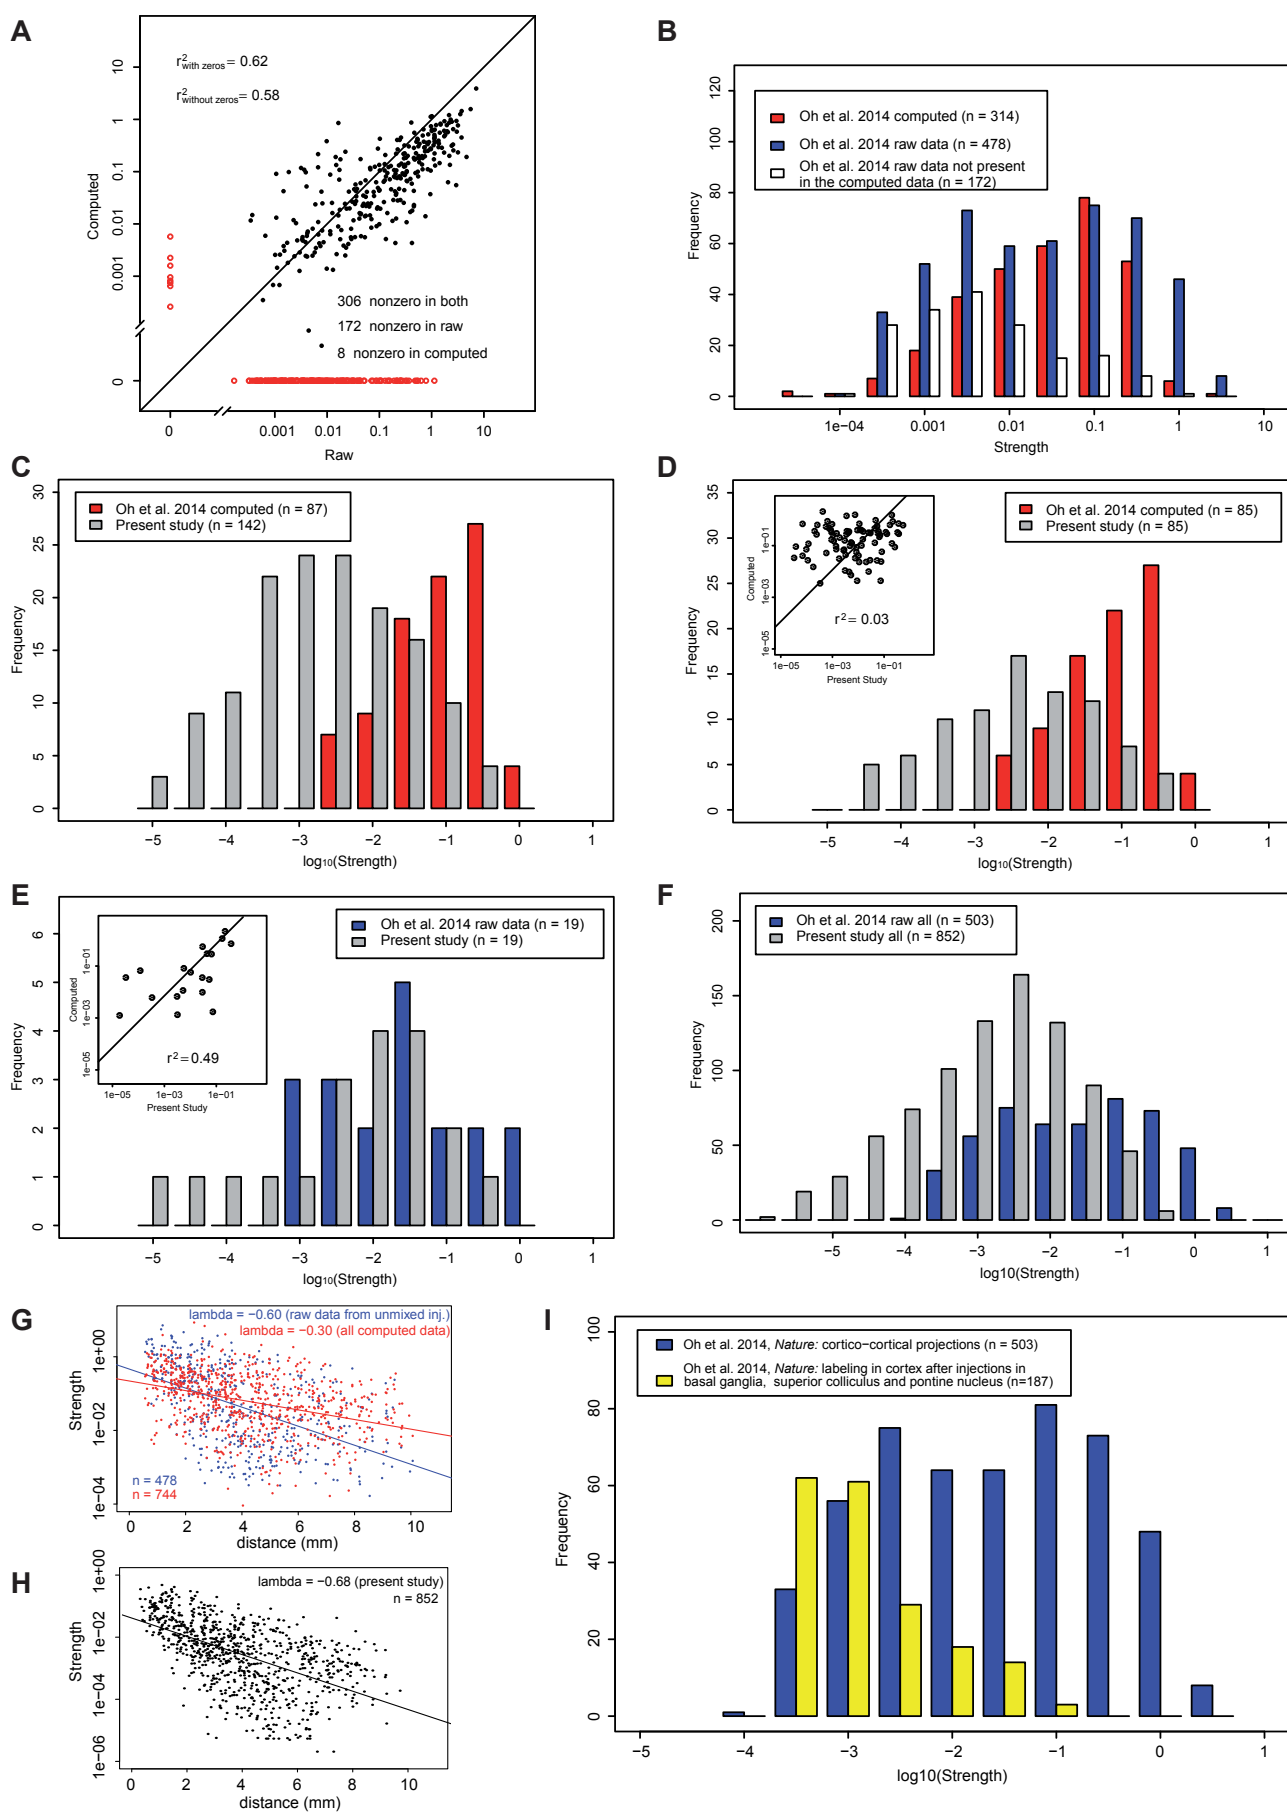 A
r²with zeros = 0.62
r²without zeros = 0.58
306 nonzero in both
172 nonzero in raw
8 nonzero in computed
Computed
10
1
0.1
0.01
0.001
0
0
0.001
0.01
0.1
1
10
Raw
B
Oh et al. 2014 computed (n = 314)
Oh et al. 2014 raw data (n = 478)
Oh et al. 2014 raw data not present
in the computed data (n = 172)
Frequency
120
100
80
60
40
20
0
1e−04
0.001
0.01
0.1
1
10
Strength
C
Oh et al. 2014 computed (n = 87)
Present study (n = 142)
Frequency
30
25
20
15
10
5
0
−5
−4
−3
−2
−1
0
1
log₁₀(Strength)
D
Oh et al. 2014 computed (n = 85)
Present study (n = 85)
Frequency
35
30
25
20
15
10
5
0
Computed
1e−01
1e−03
1e−05
r² = 0.03
1e−05
1e−03
1e−01
Present Study
−5
−4
−3
−2
−1
0
1
log₁₀(Strength)
E
Oh et al. 2014 raw data (n = 19)
Present study (n = 19)
Frequency
6
5
4
3
2
1
0
Computed
1e−01
1e−03
1e−05
r² = 0.49
1e−05
1e−03
1e−01
Present Study
−5
−4
−3
−2
−1
0
1
log₁₀(Strength)
F
Oh et al. 2014 raw all (n = 503)
Present study all (n = 852)
Frequency
200
150
100
50
0
−5
−4
−3
−2
−1
0
1
log10(Strength)
G
lambda = −0.60 (raw data from unmixed inj.)
lambda = −0.30 (all computed data)
n = 478
n = 744
Strength
1e+00
1e−02
1e−04
0
2
4
6
8
10
distance (mm)
H
lambda = −0.68 (present study)
n = 852
Strength
1e+00
1e−02
1e−04
1e−06
0
2
4
6
8
10
distance (mm)
I
Oh et al. 2014, Nature: cortico−cortical projections (n = 503)
Oh et al. 2014, Nature: labeling in cortex after injections in
basal ganglia, superior colliculus and pontine nucleus (n=187)
Frequency
100
80
60
40
20
0
−5
−4
−3
−2
−1
0
log10(Strength)